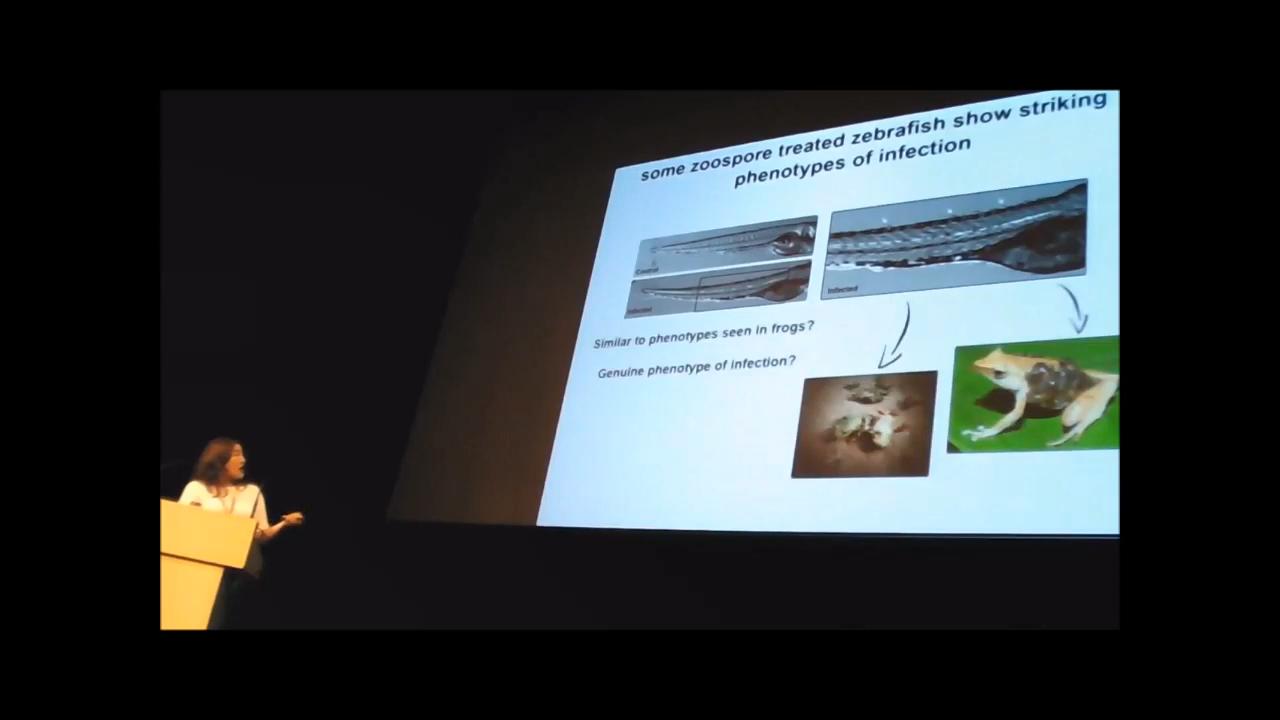 some zoospore treated zebrafish show striking
phenotypes of infection
Control
Infected
Infected
Similar to phenotypes seen in frogs?
Genuine phenotype of infection?